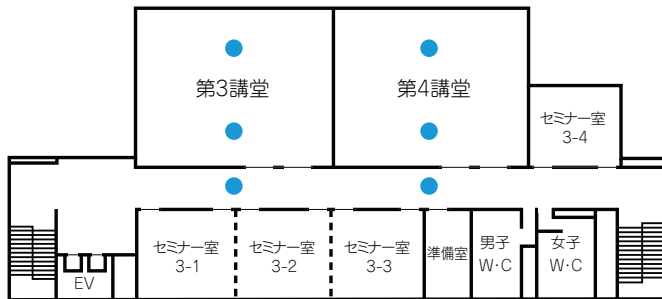 第3講堂
第4講堂
セミナー室
3-4
セミナー室
3-1
セミナー室
3-2
セミナー室
3-3
準備室
男子
W・C
女子
W・C
EV